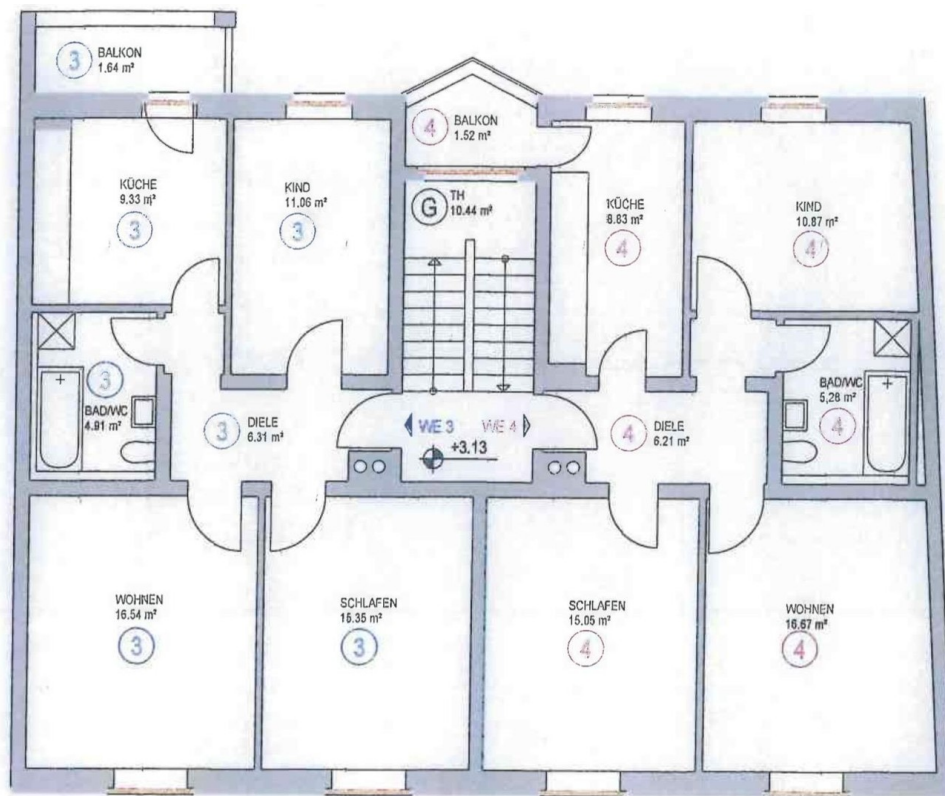 3 BALKON
1.64 m²
4 BALKON
1.52 m²
KÜCHE
9.33 m²
3
KIND
11.06 m²
3
G TH
10.44 m²
KÜCHE
8.83 m²
4
KIND
10.87 m²
4
3
BAD/WC
4.91 m²
3 DIELE
6.31 m²
WE 3 WE 4
+3.13
4 DIELE
6.21 m²
BAD/WC
5,28 m²
4
WOHNEN
16.54 m²
3
SCHLAFEN
15.35 m²
3
SCHLAFEN
15.05 m²
4
WOHNEN
16.67 m²
4